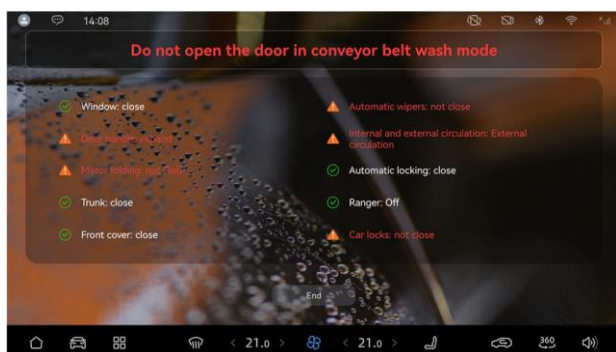 14:08
Do not open the door in conveyor belt wash mode
Window: close
Automatic wipers: not close
Door handle: expand
Internal and external circulation: External
circulation
Mirror folding: not
Automatic locking: close
Trunk: close
Ranger: Off
Front cover: close
Car locks: not close
End
21.0
21.0
360